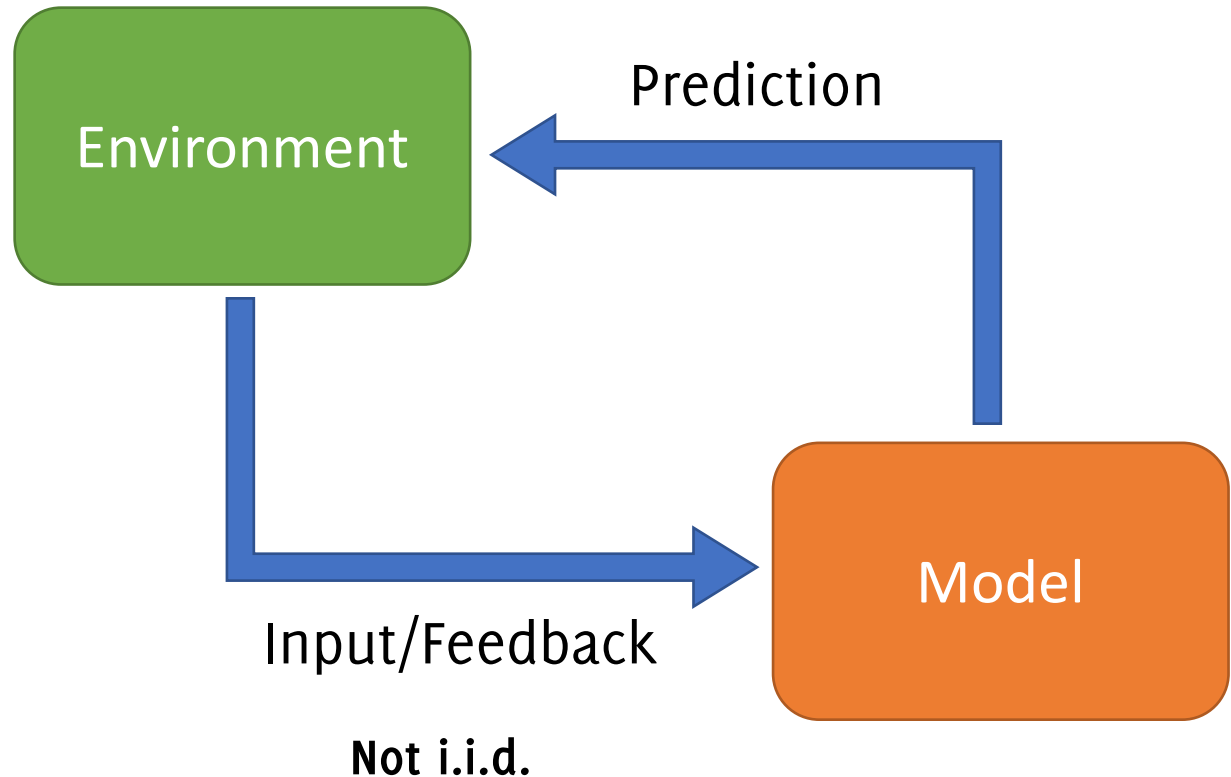 Prediction
Environment
Model
Input/Feedback
Not i.i.d.